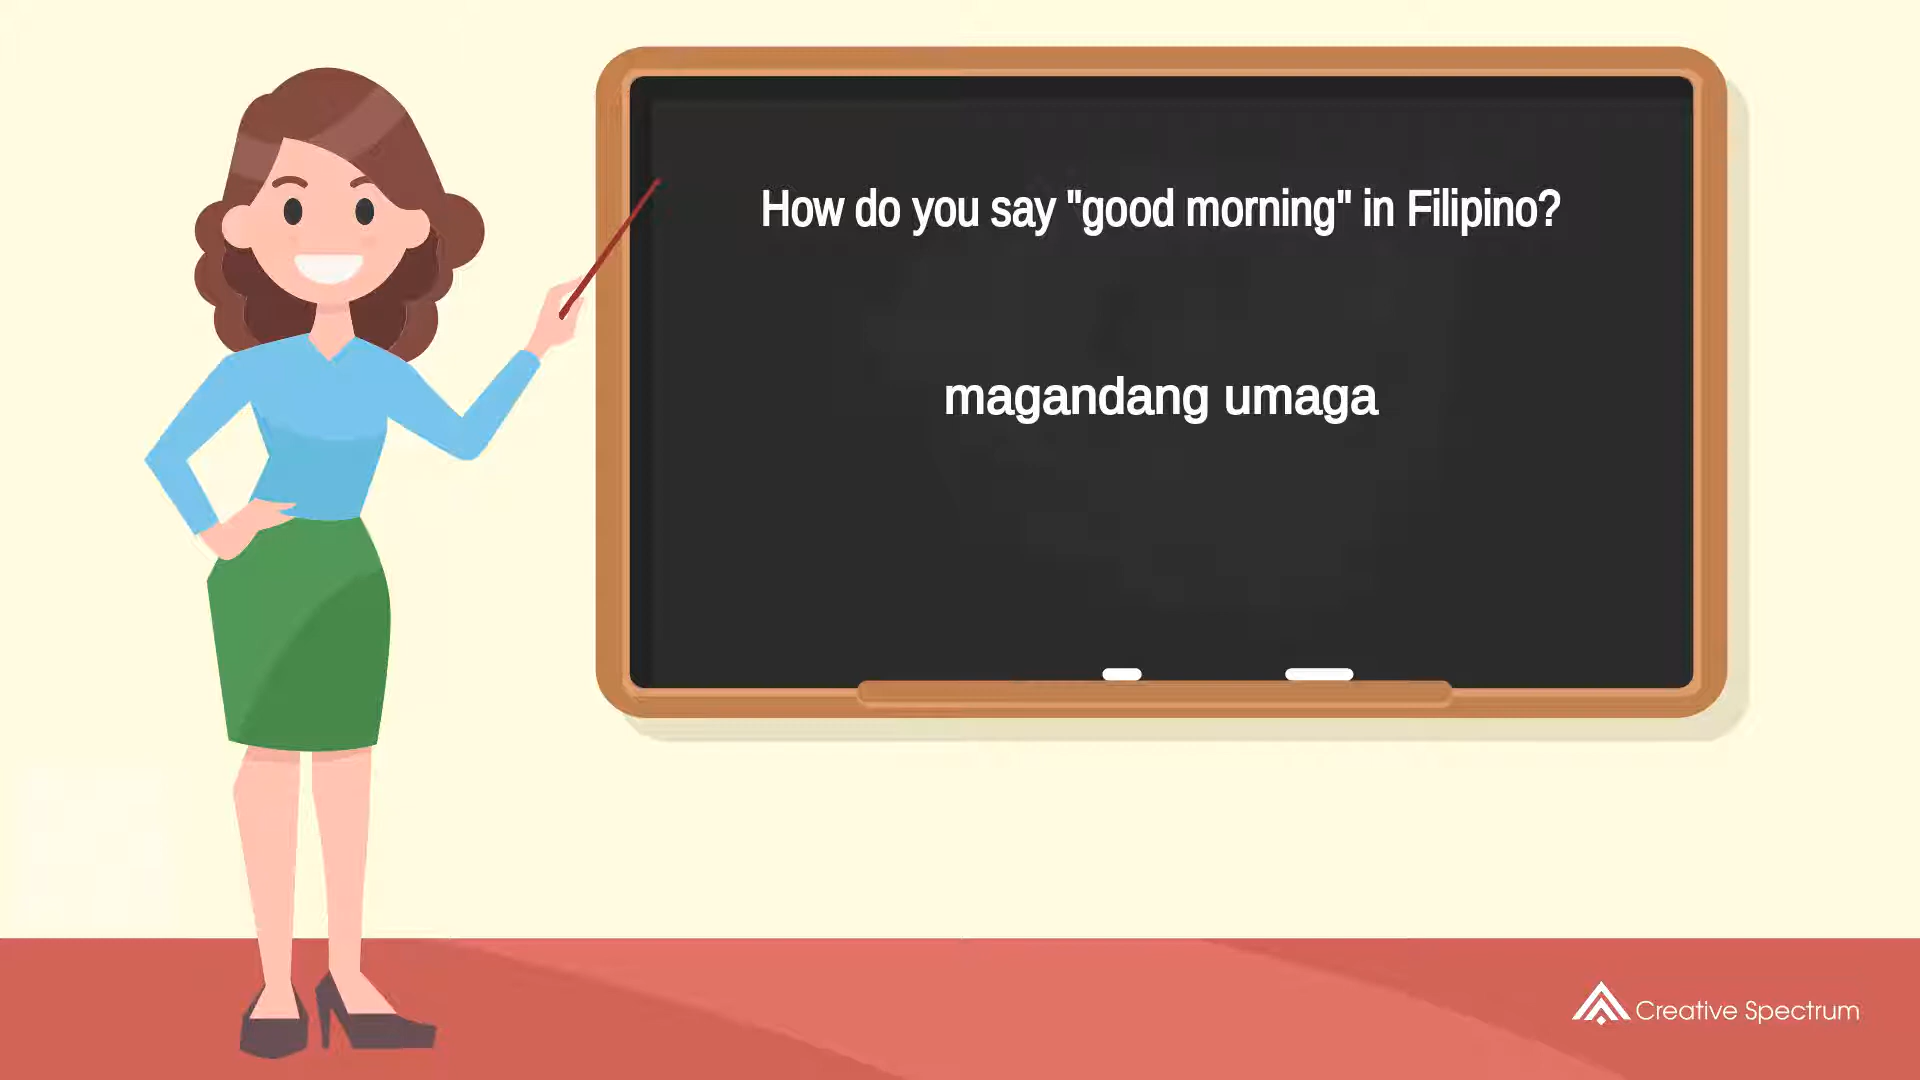 How do you say "good morning" in Filipino?
magandang umaga
Creative Spectrum